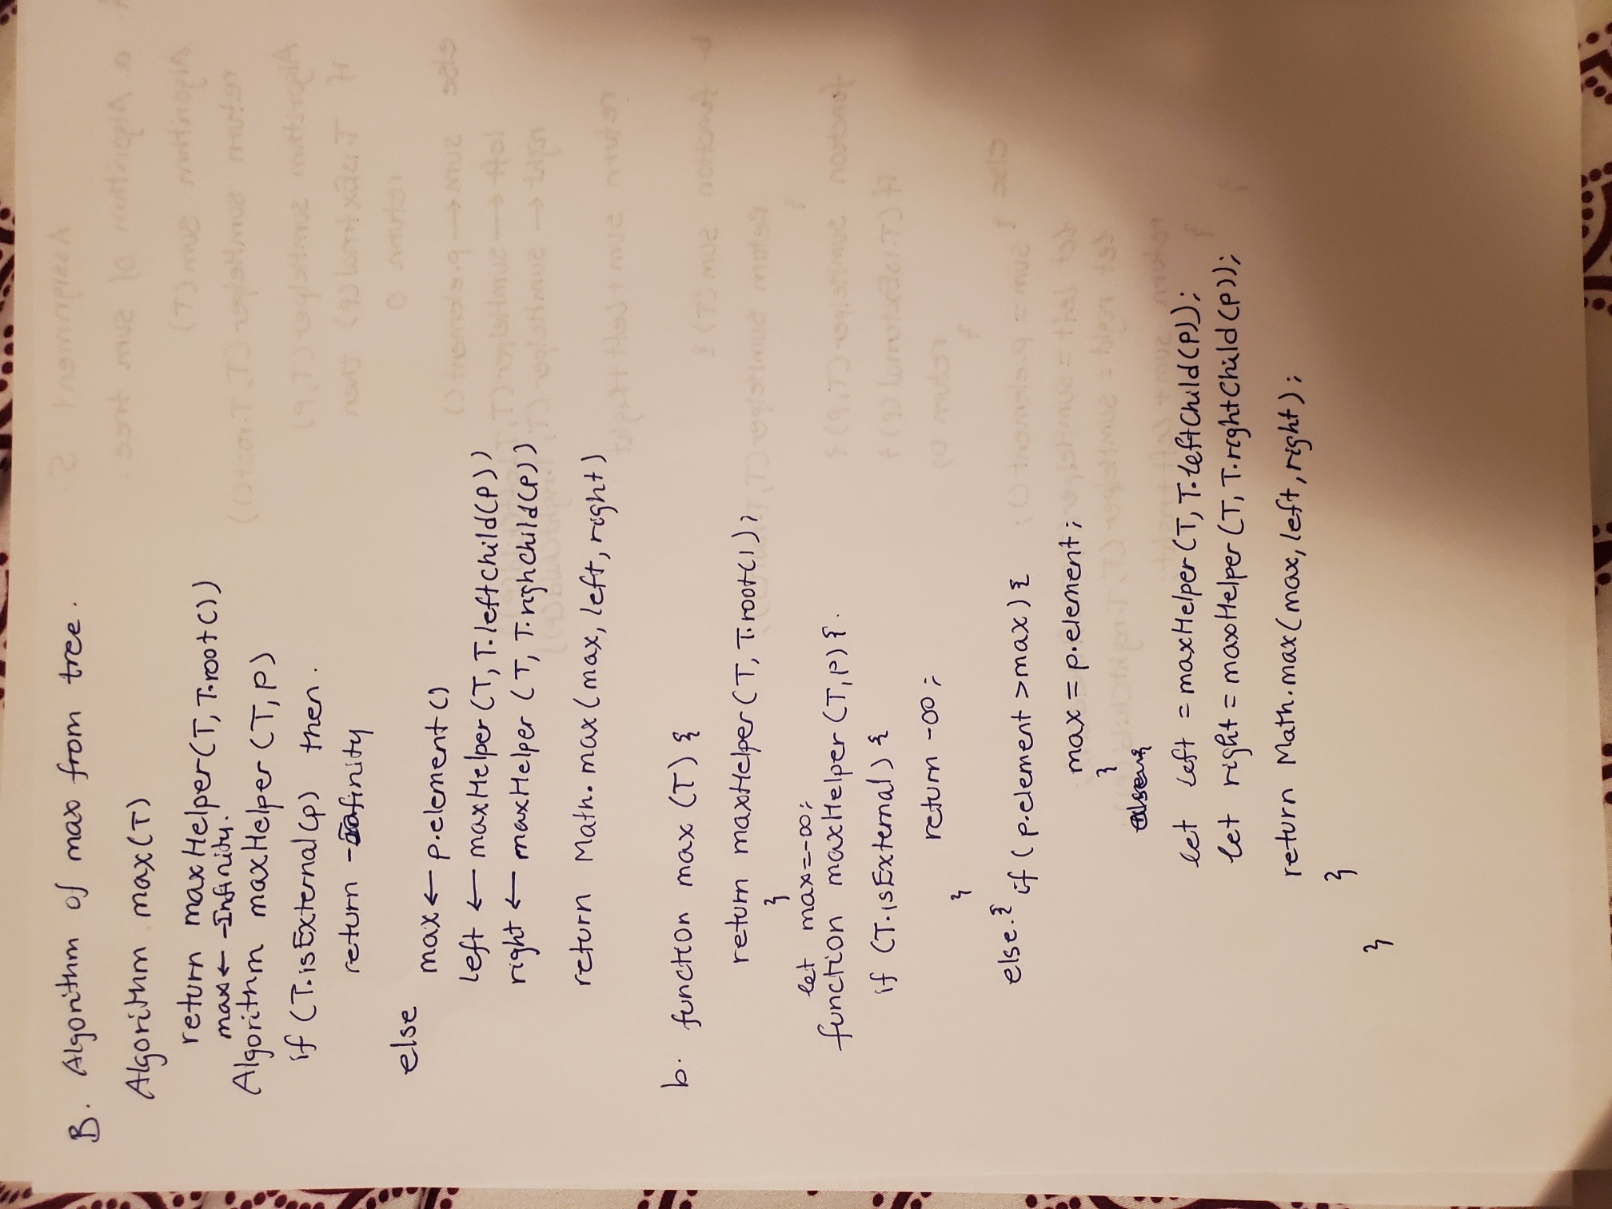 B. Algorithm of max from tree.
Algorithm max(T)
return maxHelper(T, T.root())
max ← -Infinity.
Algorithm maxHelper (T, P)
if (T.isExternal(p) then.
return -Infinity
else
max ← p.element()
left ← maxHelper (T, T.leftchild(P))
right ← maxHelper (T, T.righchild(P))
return Math.max (max, left, right)
b. function max (T) {
return maxHelper (T, T.root());
}
let max=-∞;
function maxHelper (T, P) {.
if (T.isExternal) {
return -∞;
}
else.{
if (p.element > max) {
max = p.element;
}
let left = maxHelper (T, T.leftChild (P));
let right = maxHelper (T, T.rightChild (P));
return Math.max (max, left, right);
}
}